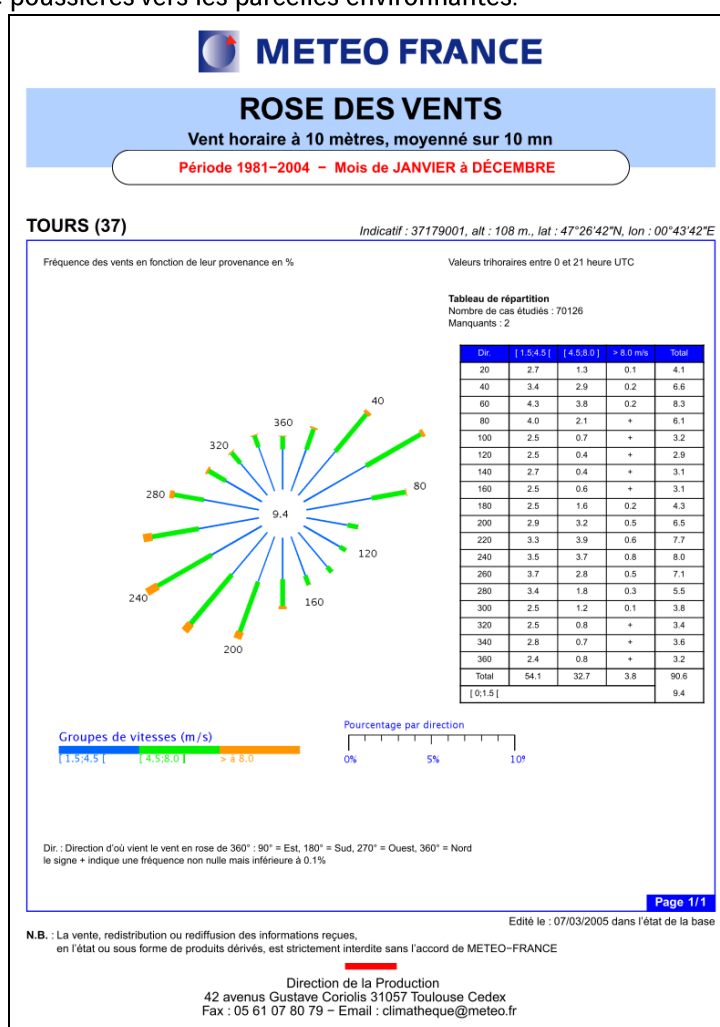 poussières vers les parcelles environnantes.
METEO FRANCE
ROSE DES VENTS
Vent horaire à 10 mètres, moyenné sur 10 mn
Période 1981−2004 − Mois de JANVIER à DÉCEMBRE
TOURS (37)
Indicatif : 37179001, alt : 108 m., lat : 47°26'42"N, lon : 00°43'42"E
Fréquence des vents en fonction de leur provenance en %
Valeurs trihoraires entre 0 et 21 heure UTC
Tableau de répartition
Nombre de cas étudiés : 70126
Manquants : 2
Dir. [ 1.5;4.5 [ [ 4.5;8.0 ] > 8.0 m/s Total
20 2.7 1.3 0.1 4.1
40 3.4 2.9 0.2 6.6
60 4.3 3.8 0.2 8.3
80 4.0 2.1 + 6.1
100 2.5 0.7 + 3.2
120 2.5 0.4 + 2.9
140 2.7 0.4 + 3.1
160 2.5 0.6 + 3.1
180 2.5 1.6 0.2 4.3
200 2.9 3.2 0.5 6.5
220 3.3 3.9 0.6 7.7
240 3.5 3.7 0.8 8.0
260 3.7 2.8 0.5 7.1
280 3.4 1.8 0.3 5.5
300 2.5 1.2 0.1 3.8
320 2.5 0.8 + 3.4
340 2.8 0.7 + 3.6
360 2.4 0.8 + 3.2
Total 54.1 32.7 3.8 90.6
[ 0;1.5 [ 9.4
40
360
320
80
280
9.4
120
240
160
200
Groupes de vitesses (m/s)
[ 1.5;4.5 [ [ 4.5;8.0 ] > à 8.0
Pourcentage par direction
0% 5% 10
Dir. : Direction d'où vient le vent en rose de 360° : 90° = Est, 180° = Sud, 270° = Ouest, 360° = Nord
le signe + indique une fréquence non nulle mais inférieure à 0.1%
Page 1/1
Edité le : 07/03/2005 dans l'état de la base
N.B. : La vente, redistribution ou rediffusion des informations reçues,
en l'état ou sous forme de produits dérivés, est strictement interdite sans l'accord de METEO−FRANCE
Direction de la Production
42 avenus Gustave Coriolis 31057 Toulouse Cedex
Fax : 05 61 07 80 79 − Email : climatheque@meteo.fr